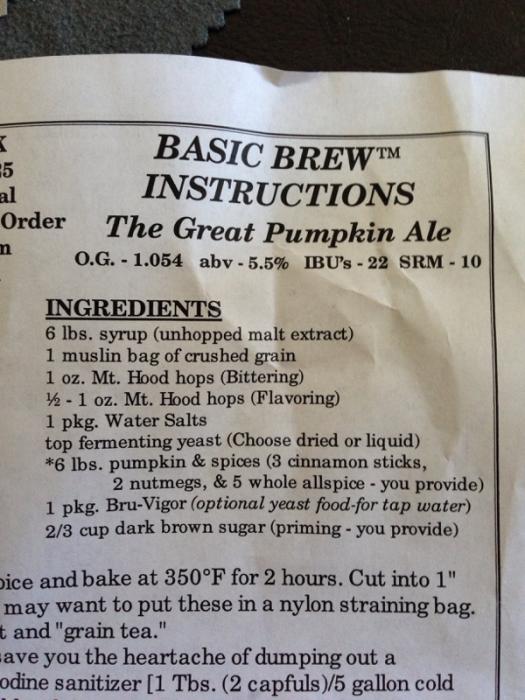 BASIC BREW™
INSTRUCTIONS
The Great Pumpkin Ale
O.G. - 1.054 abv - 5.5% IBU's - 22 SRM - 10
Order
INGREDIENTS
6 lbs. syrup (unhopped malt extract)
1 muslin bag of crushed grain
1 oz. Mt. Hood hops (Bittering)
½ - 1 oz. Mt. Hood hops (Flavoring)
1 pkg. Water Salts
top fermenting yeast (Choose dried or liquid)
*6 lbs. pumpkin & spices (3 cinnamon sticks,
2 nutmegs, & 5 whole allspice - you provide)
1 pkg. Bru-Vigor (optional yeast food-for tap water)
2/3 cup dark brown sugar (priming - you provide)
and bake at 350°F for 2 hours. Cut into 1"
may want to put these in a nylon straining bag.
and "grain tea."
ave you the heartache of dumping out a
odine sanitizer [1 Tbs. (2 capfuls)/5 gallon cold